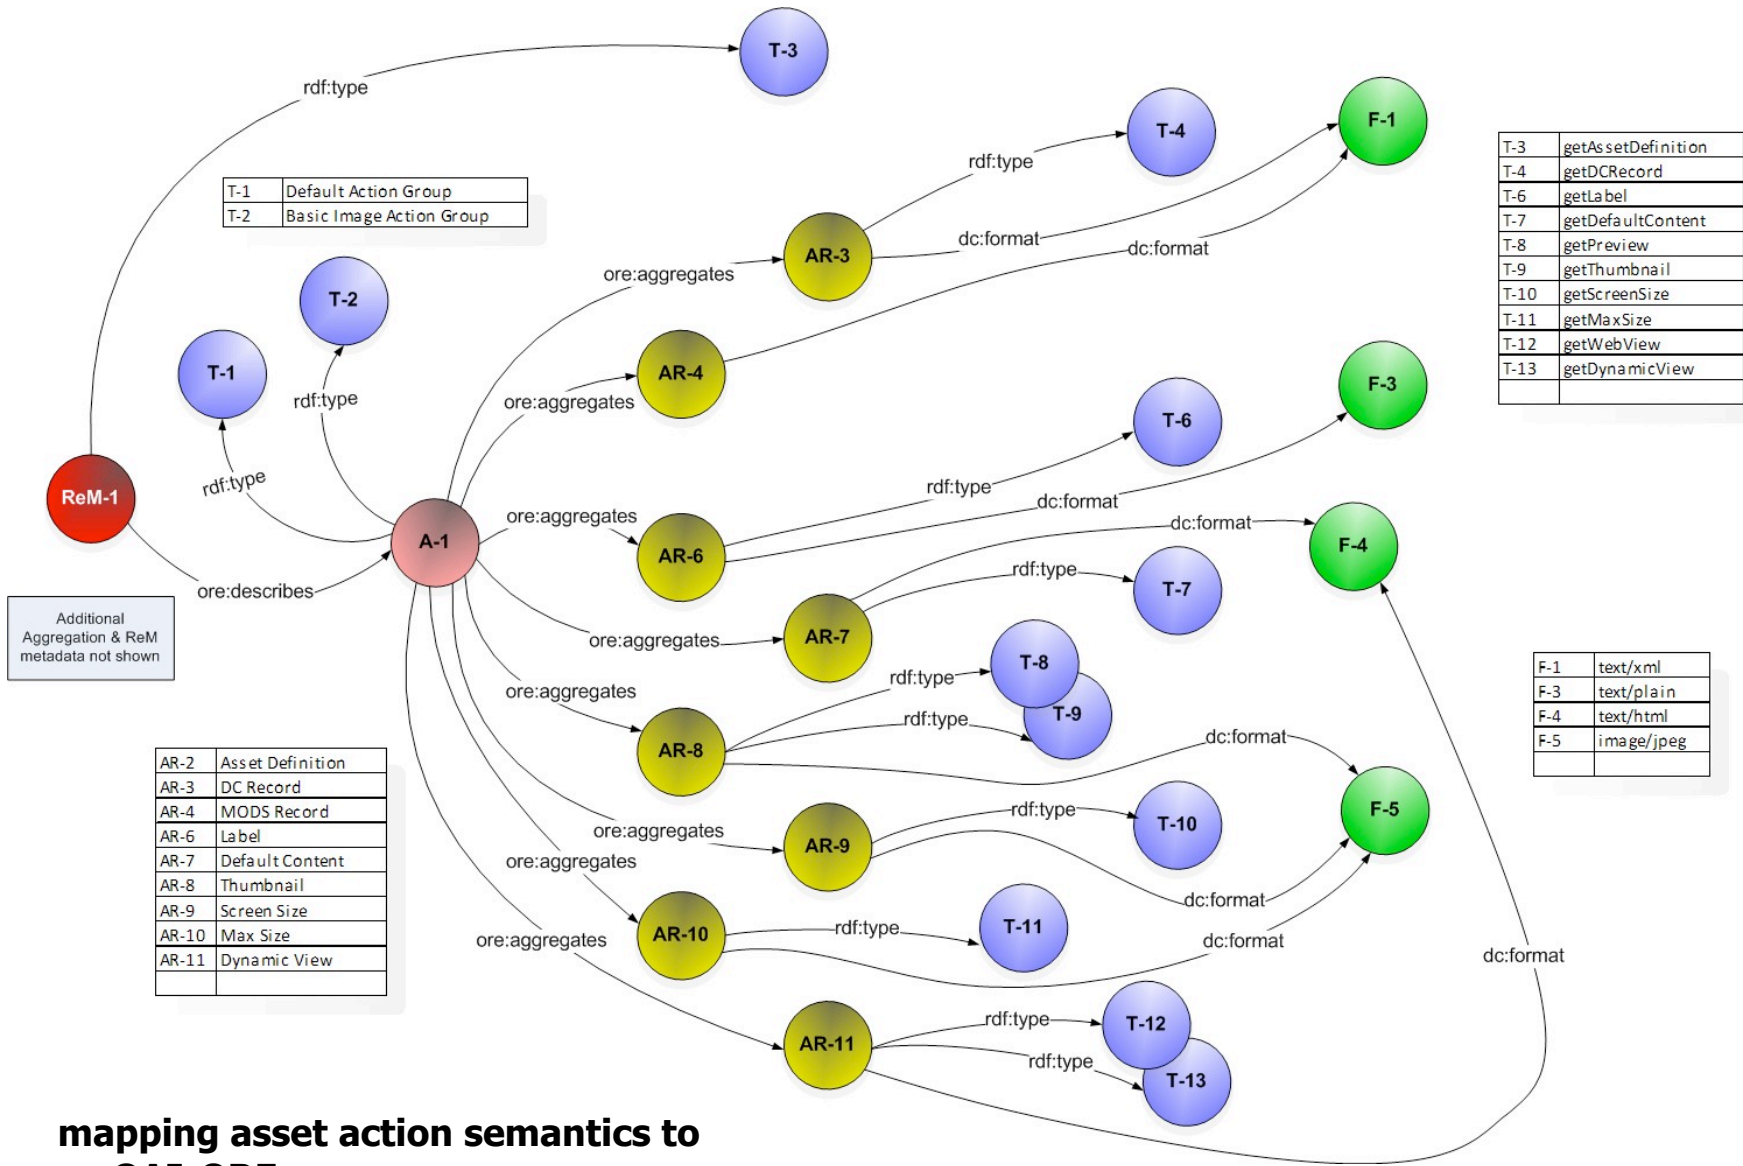 T-3
rdf:type
F-1
T-4
rdf:type
T-3 getAssetDefinition
T-4 getDCRecord
T-6 getLabel
T-7 getDefaultContent
T-8 getPreview
T-9 getThumbnail
T-10 getScreenSize
T-11 getMaxSize
T-12 getWebView
T-13 getDynamicView
T-1 Default Action Group
T-2 Basic Image Action Group
AR-3
dc:format
dc:format
ore:aggregates
T-2
T-1
rdf:type
AR-4
ore:aggregates
F-3
T-6
rdf:type
ReM-1
rdf:type
dc:format
ore:aggregates
A-1
AR-6
dc:format
F-4
rdf:type
T-7
ore:describes
Additional
Aggregation & ReM
metadata not shown
ore:aggregates
AR-7
T-8
rdf:type
ore:aggregates
T-9
rdf:type
F-1 text/xml
F-3 text/plain
F-4 text/html
F-5 image/jpeg
AR-8
dc:format
AR-2 Asset Definition
AR-3 DC Record
AR-4 MODS Record
AR-6 Label
AR-7 Default Content
AR-8 Thumbnail
AR-9 Screen Size
AR-10 Max Size
AR-11 Dynamic View
F-5
rdf:type
T-10
ore:aggregates
AR-9
ore:aggregates
dc:format
AR-10
rdf:type
T-11
ore:aggregates
dc:format
dc:format
rdf:type
T-12
AR-11
rdf:type
T-13
mapping asset action semantics to